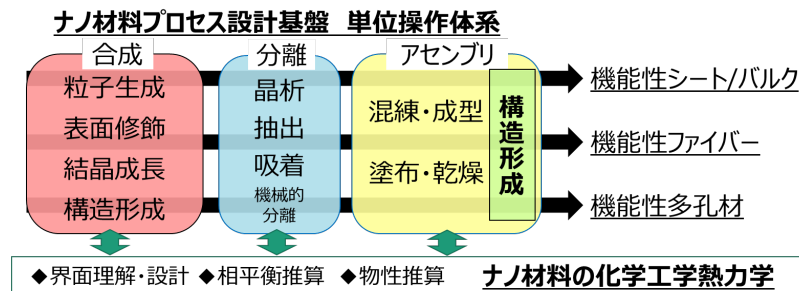 ナノ材料プロセス設計基盤 単位操作体系
合成
粒子生成
表面修飾
結晶成長
構造形成
分離
晶析
抽出
吸着
機械的
分離
アセンブリ
混練・成型
塗布・乾燥
構造形成
機能性シート/バルク
機能性ファイバー
機能性多孔材
◆界面理解・設計 ◆相平衡推算 ◆物性推算 ナノ材料の化学工学熱力学